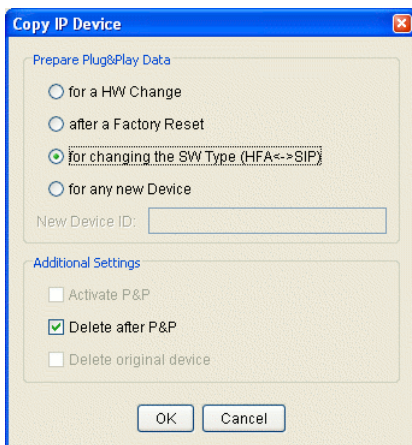 Copy IP Device
Prepare Plug&Play Data
for a HW Change
after a Factory Reset
for changing the SW Type (HFA<->SIP)
for any new Device
New Device ID:
Additional Settings
Activate P&P
Delete after P&P
Delete original device
OK Cancel